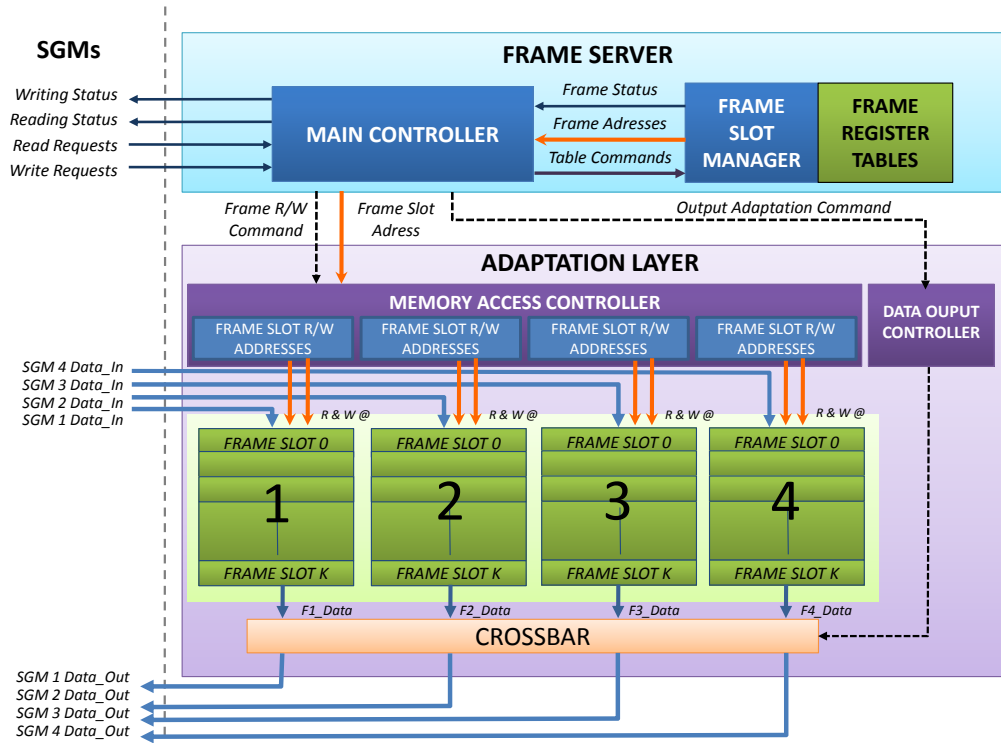 SGMs
FRAME SERVER
Writing Status
Reading Status
Read Requests
Write Requests
MAIN CONTROLLER
Frame Status
Frame Adresses
Table Commands
FRAME
SLOT
MANAGER
FRAME
REGISTER
TABLES
Frame R/W
Command
Frame Slot
Adress
Output Adaptation Command
ADAPTATION LAYER
MEMORY ACCESS CONTROLLER
DATA OUPUT
CONTROLLER
FRAME SLOT R/W
ADDRESSES
FRAME SLOT R/W
ADDRESSES
FRAME SLOT R/W
ADDRESSES
FRAME SLOT R/W
ADDRESSES
SGM 4 Data_In
SGM 3 Data_In
SGM 2 Data_In
SGM 1 Data_In
R & W @
R & W @
R & W @
R & W @
FRAME SLOT 0
1
FRAME SLOT K
FRAME SLOT 0
2
FRAME SLOT K
FRAME SLOT 0
3
FRAME SLOT K
FRAME SLOT 0
4
FRAME SLOT K
F1_Data
F2_Data
F3_Data
F4_Data
CROSSBAR
SGM 1 Data_Out
SGM 2 Data_Out
SGM 3 Data_Out
SGM 4 Data_Out